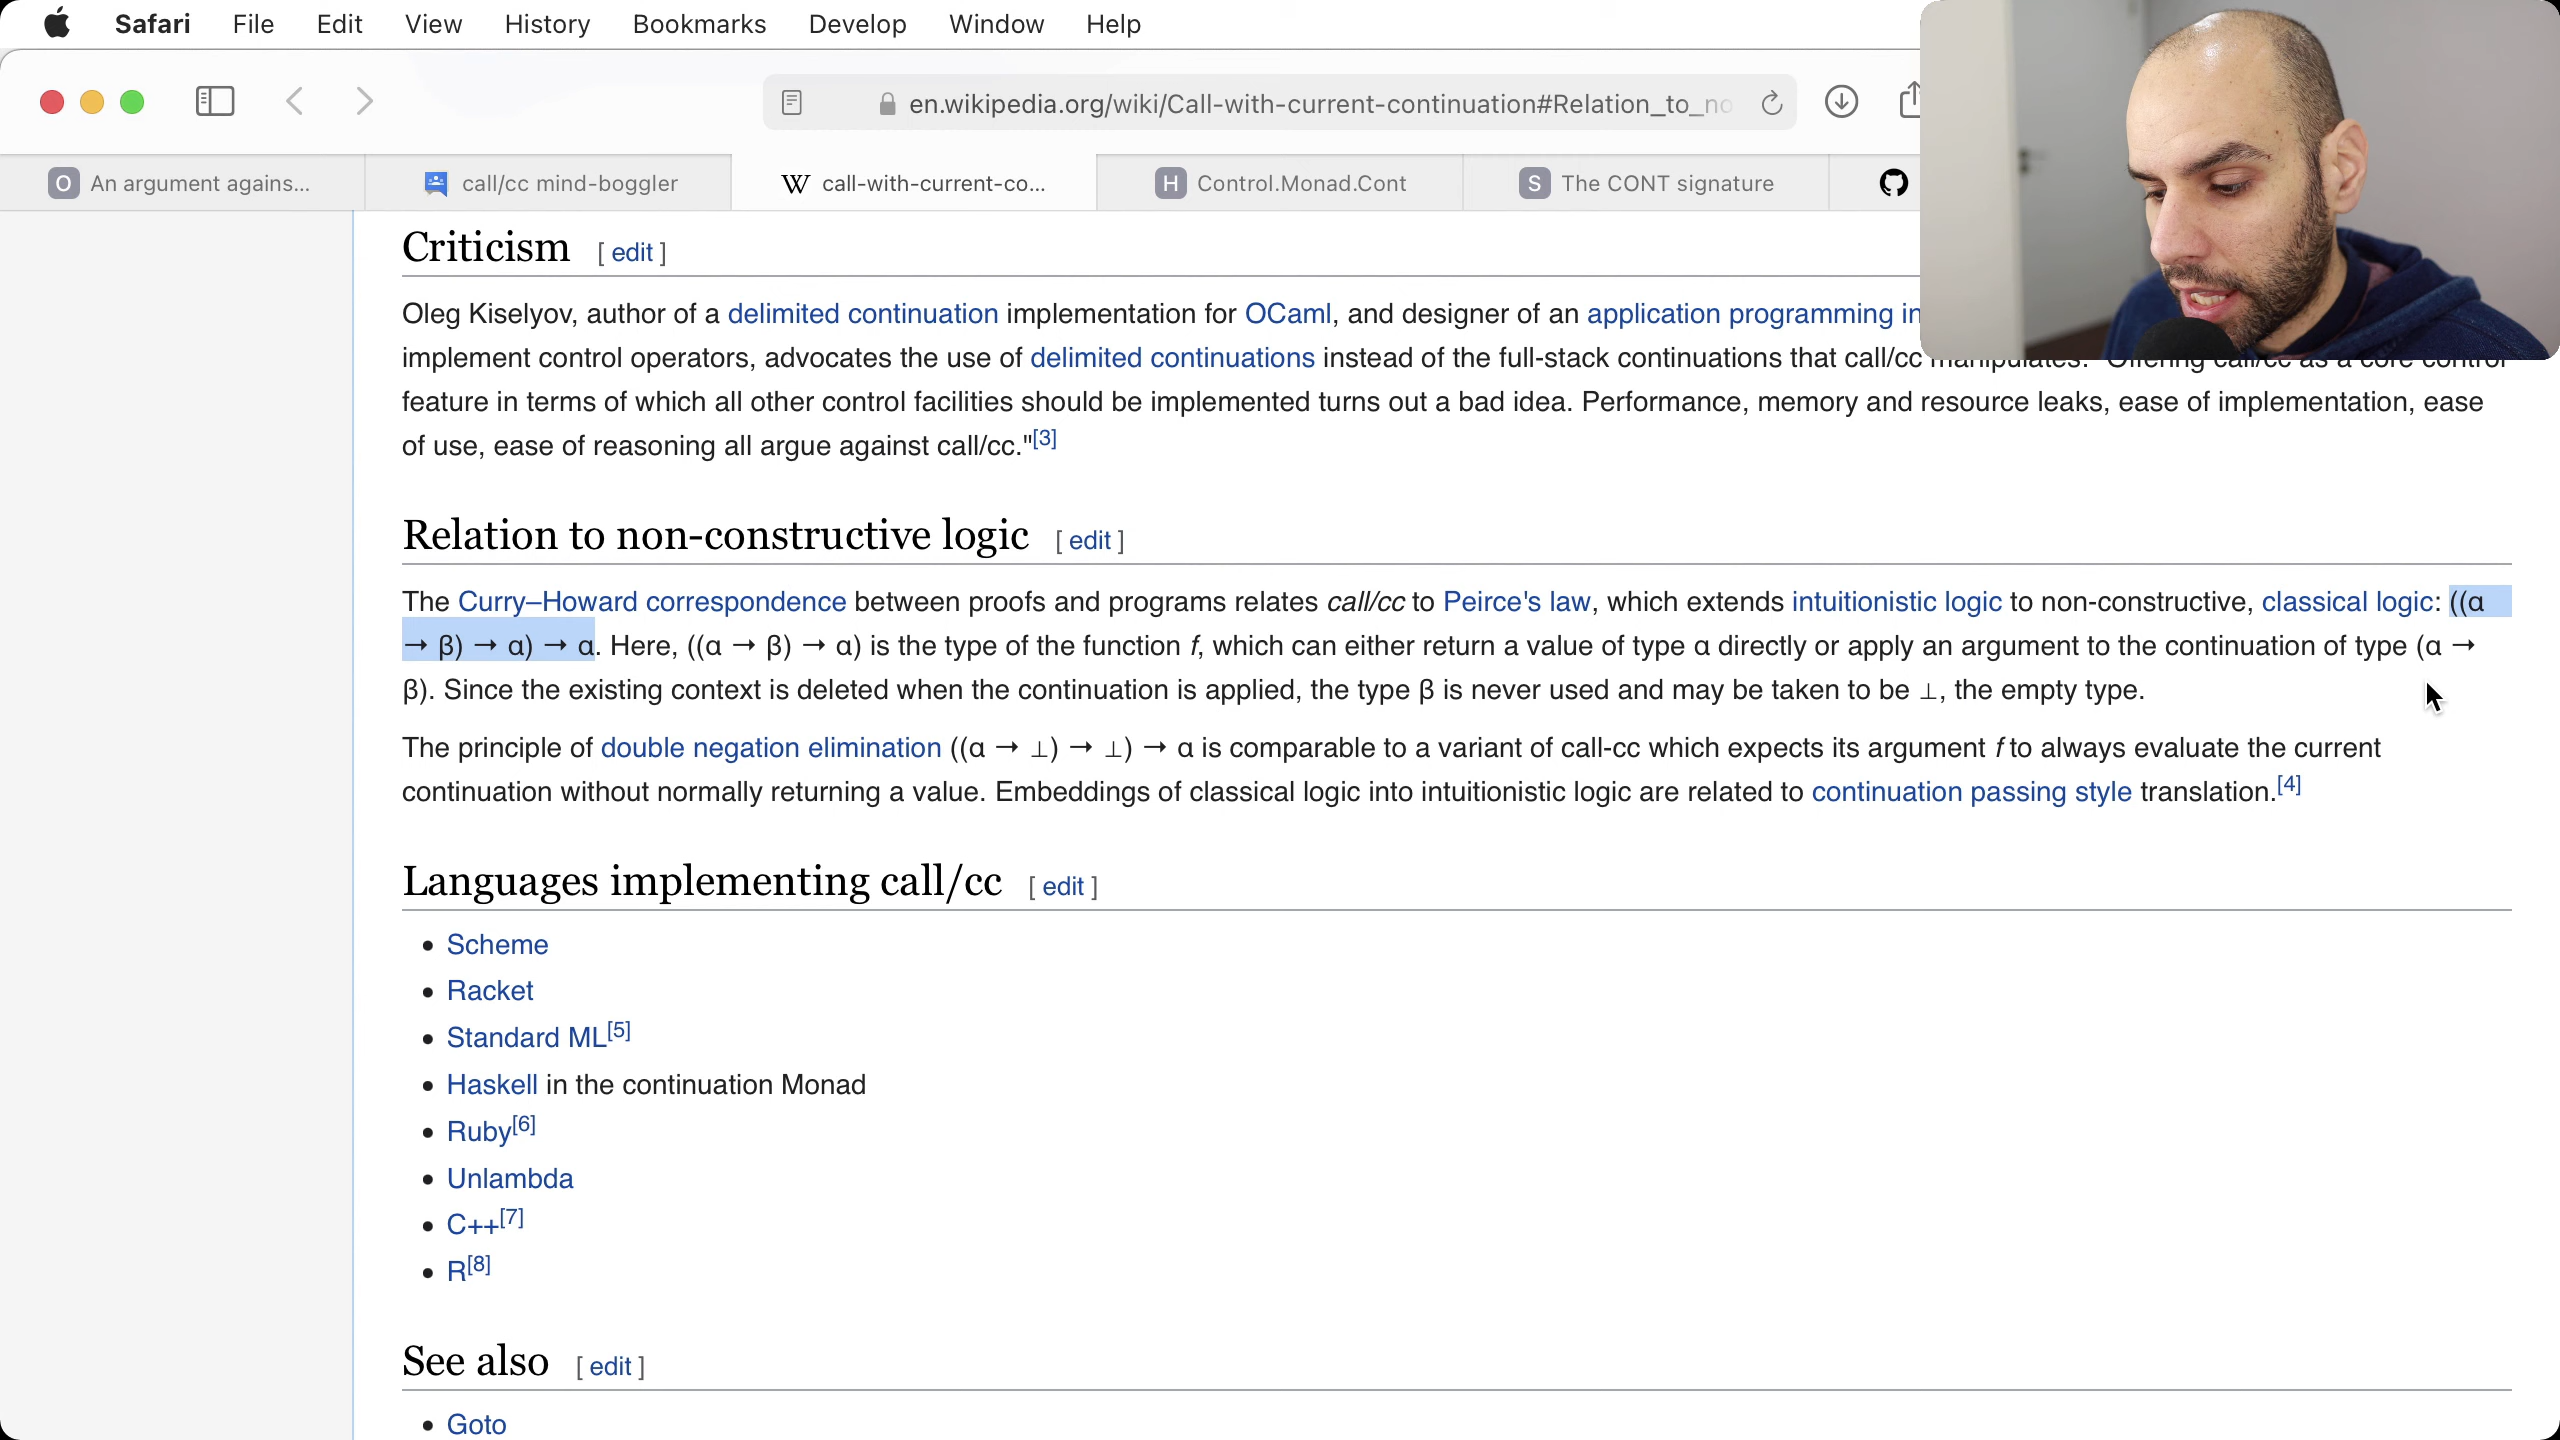 Safari File Edit View History Bookmarks Develop Window Help
en.wikipedia.org/wiki/Call-with-current-continuation#Relation_to_no
O An argument agains... call/cc mind-boggler W call-with-current-co... H Control.Monad.Cont S The CONT signature
Criticism [ edit ]
Oleg Kiselyov, author of a delimited continuation implementation for OCaml, and designer of an application programming in
implement control operators, advocates the use of delimited continuations instead of the full-stack continuations that call/cc manipulates: "Offering call/cc as a core control
feature in terms of which all other control facilities should be implemented turns out a bad idea. Performance, memory and resource leaks, ease of implementation, ease
of use, ease of reasoning all argue against call/cc."[3]
Relation to non-constructive logic [ edit ]
The Curry–Howard correspondence between proofs and programs relates call/cc to Peirce's law, which extends intuitionistic logic to non-constructive, classical logic: ((α
→ β) → α) → α. Here, ((α → β) → α) is the type of the function f, which can either return a value of type α directly or apply an argument to the continuation of type (α →
β). Since the existing context is deleted when the continuation is applied, the type β is never used and may be taken to be ⊥, the empty type.
The principle of double negation elimination ((α → ⊥) → ⊥) → α is comparable to a variant of call-cc which expects its argument f to always evaluate the current
continuation without normally returning a value. Embeddings of classical logic into intuitionistic logic are related to continuation passing style translation.[4]
Languages implementing call/cc [ edit ]
• Scheme
• Racket
• Standard ML[5]
• Haskell in the continuation Monad
• Ruby[6]
• Unlambda
• C++[7]
• R[8]
See also [ edit ]
• Goto